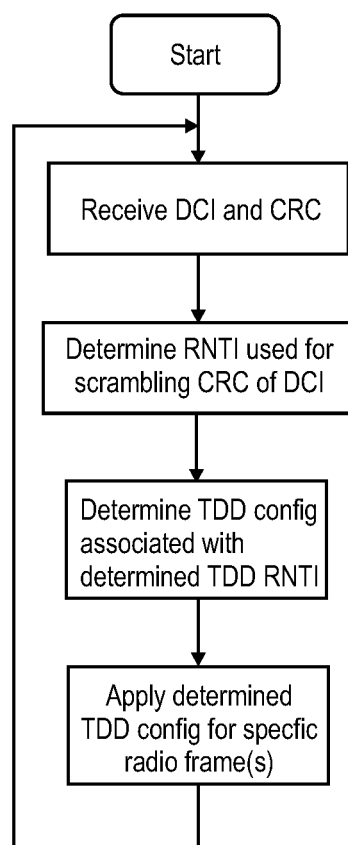 Start
Receive DCI and CRC
Determine RNTI used for
scrambling CRC of DCI
Determine TDD config
associated with
determined TDD RNTI
Apply determined
TDD config for specfic
radio frame(s)